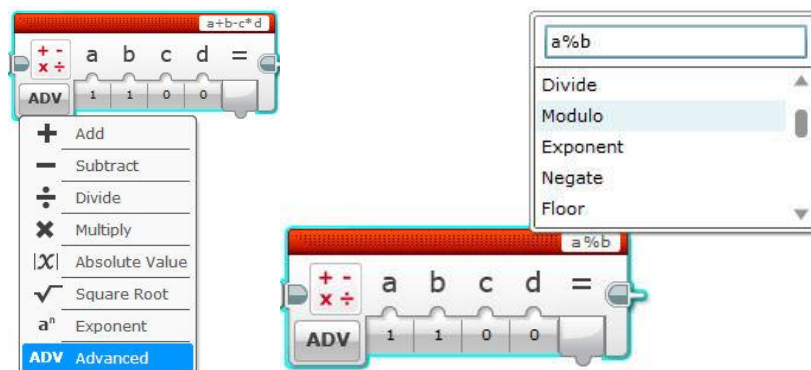 a+b-c*d
+ -
x ÷
a b c d =
ADV 1 1 0 0
+ Add
− Subtract
÷ Divide
× Multiply
|X| Absolute Value
√ Square Root
aⁿ Exponent
ADV Advanced
a%b
Divide
Modulo
Exponent
Negate
Floor
a%b
+ -
x ÷
a b c d =
ADV 1 1 0 0